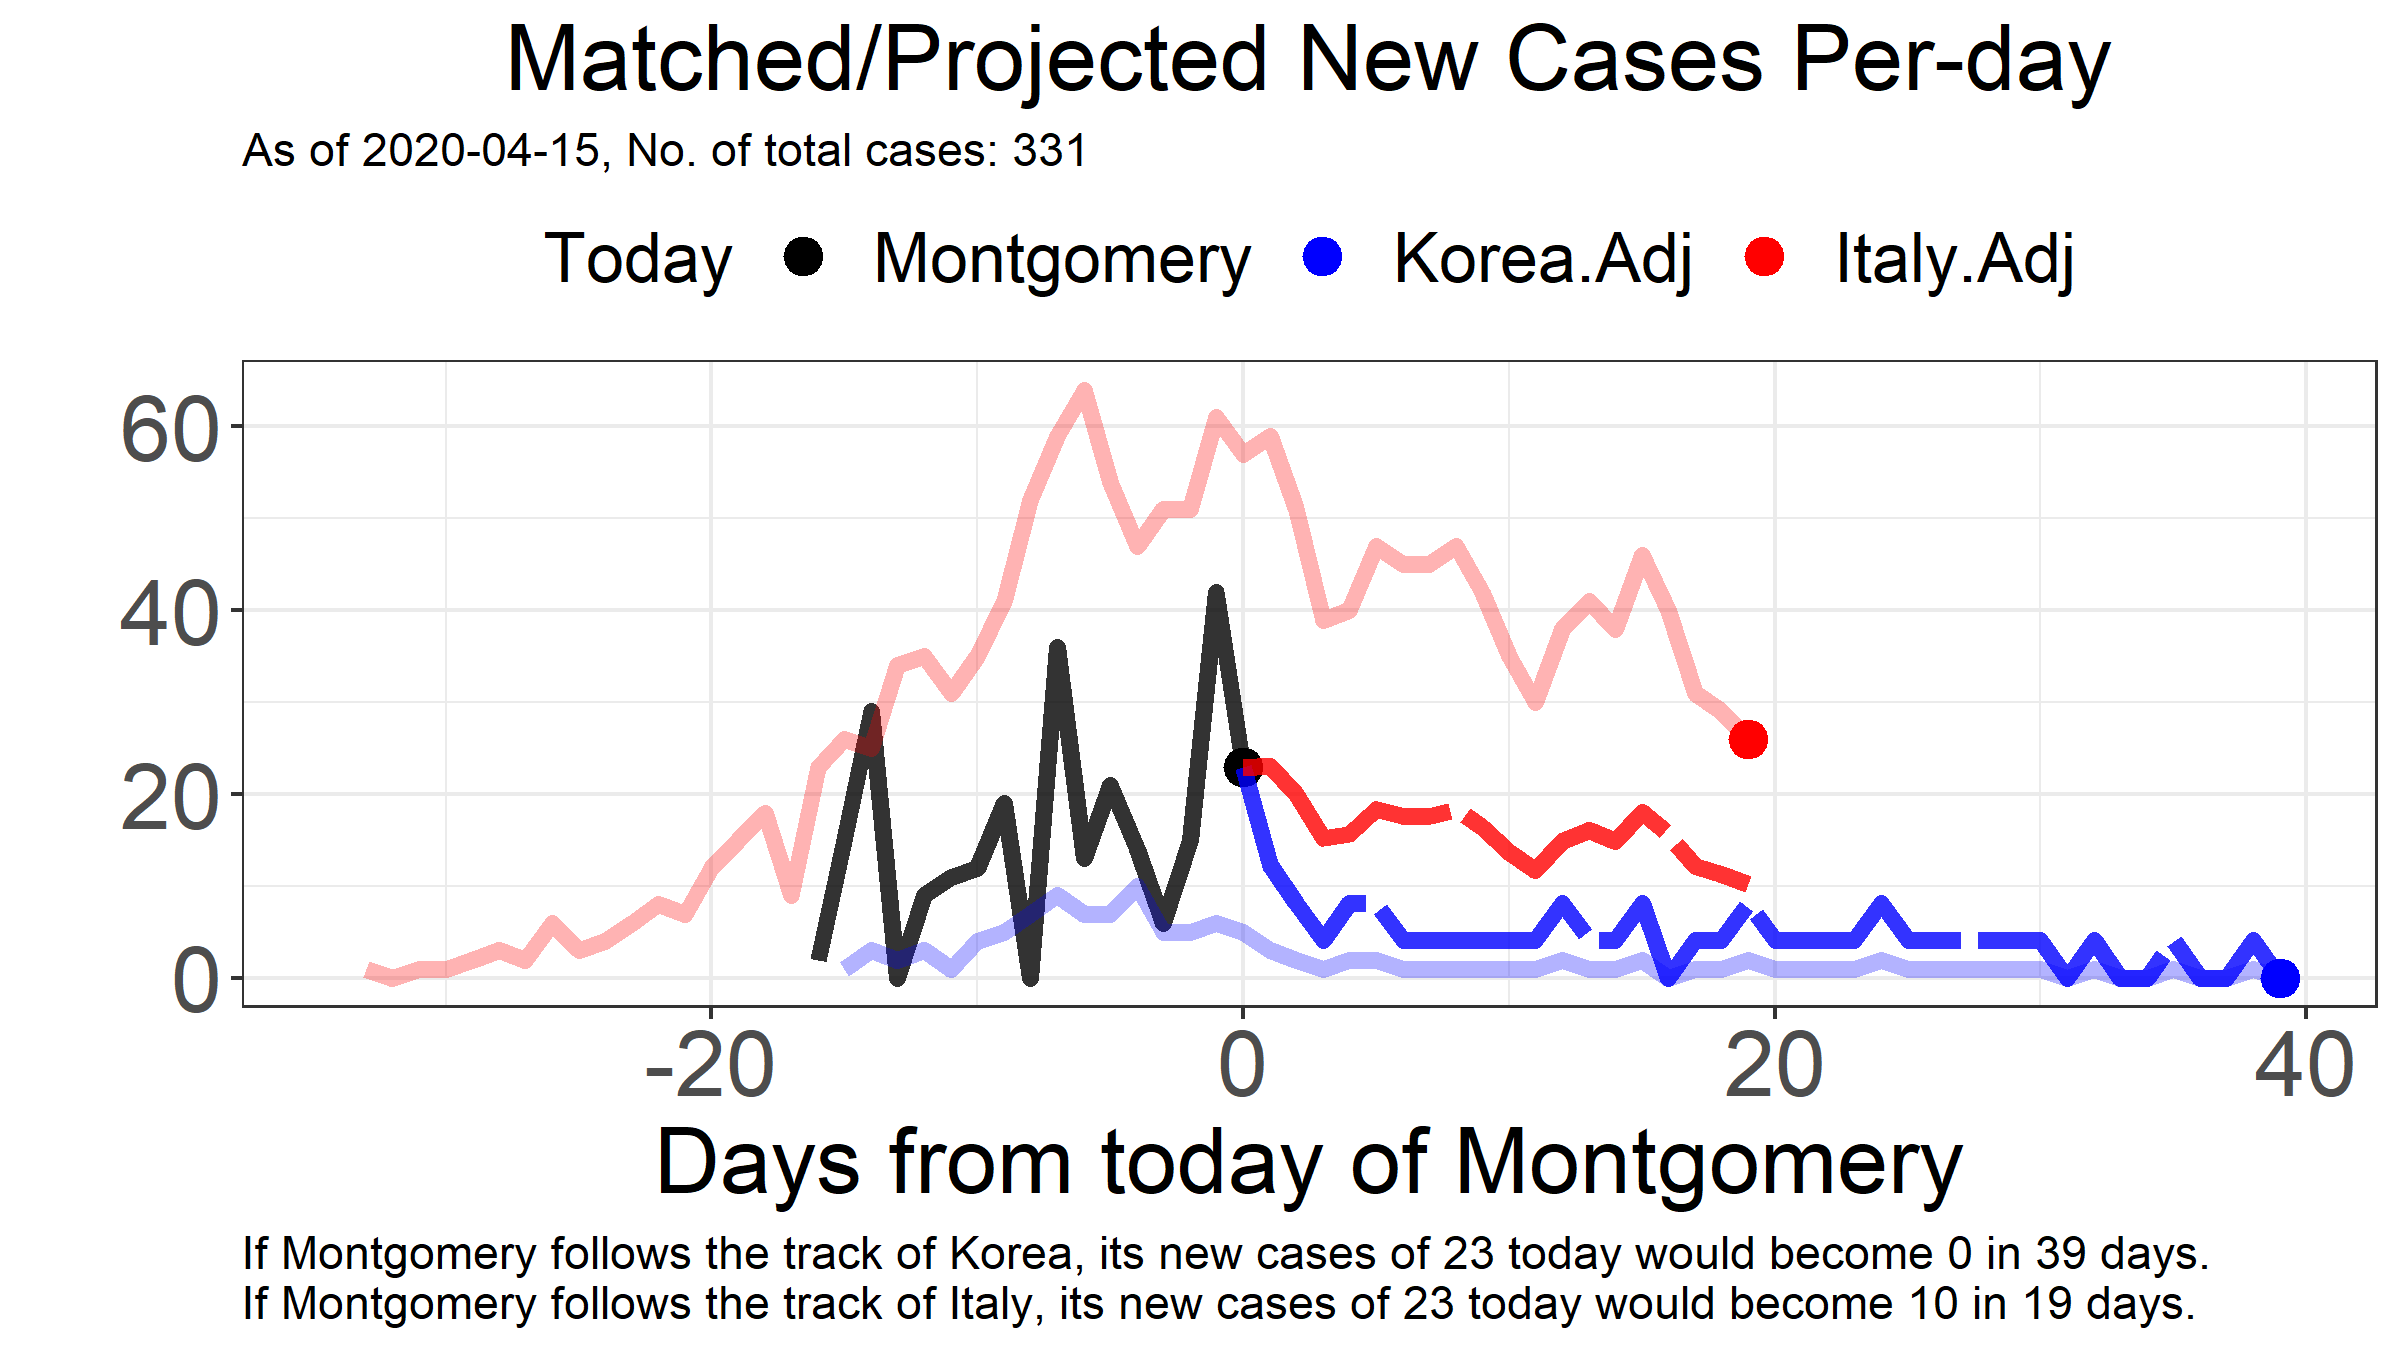 Matched/Projected New Cases Per-day
As of 2020-04-15, No. of total cases: 331
Today Montgomery Korea.Adj Italy.Adj
60
40
20
0
-20 0 20 40
Days from today of Montgomery
If Montgomery follows the track of Korea, its new cases of 23 today would become 0 in 39 days.
If Montgomery follows the track of Italy, its new cases of 23 today would become 10 in 19 days.